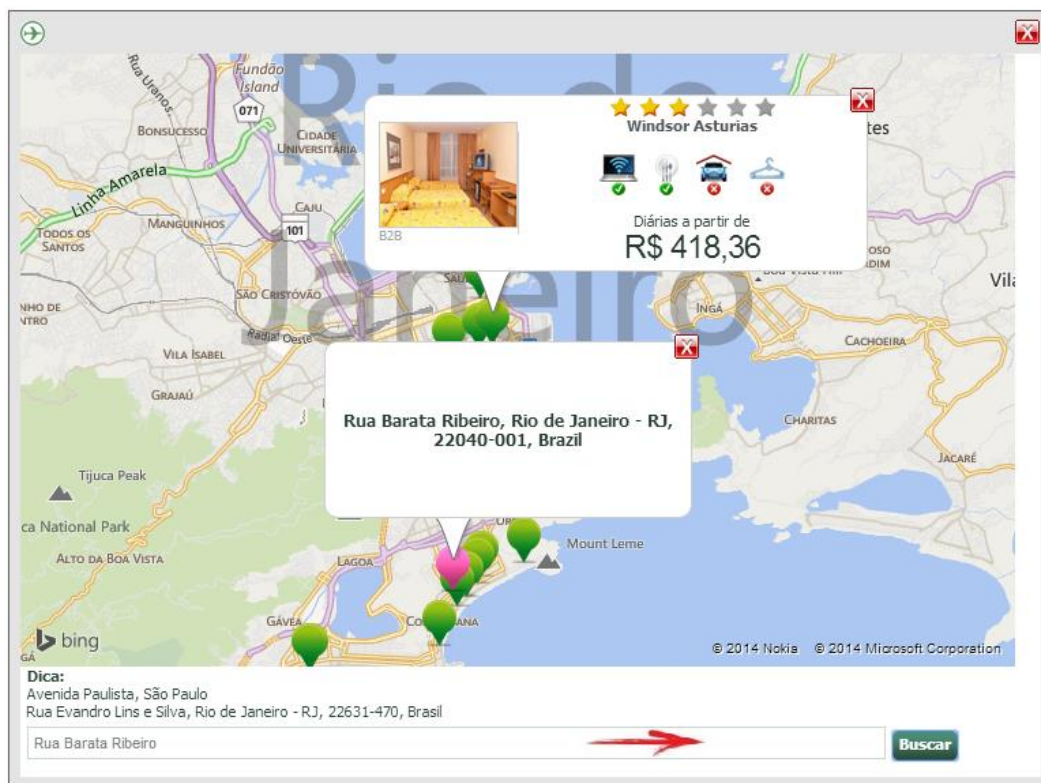 Rio de
Janeiro
Rua Uranos
Fundão
Island
071
BONSUCESSO
CIDADE
UNIVERSITÁRIA
Linha Amarela
CAJU
101
MANGUINHOS
TODOS OS
SANTOS
SÃO CRISTÓVÃO
Radial Oeste
VILA ISABEL
GRAJAÚ
Tijuca Peak
ca National Park
ALTO DA BOA VISTA
LAGOA
GÁVEA
Mount Leme
INGÁ
CACHOEIRA
CHARITAS
JACARÉ
Windsor Asturias
B2B
Diárias a partir de
R$ 418,36
Rua Barata Ribeiro, Rio de Janeiro - RJ,
22040-001, Brazil
bing
© 2014 Nokia © 2014 Microsoft Corporation
Dica:
Avenida Paulista, São Paulo
Rua Evandro Lins e Silva, Rio de Janeiro - RJ, 22631-470, Brasil
Rua Barata Ribeiro
Buscar